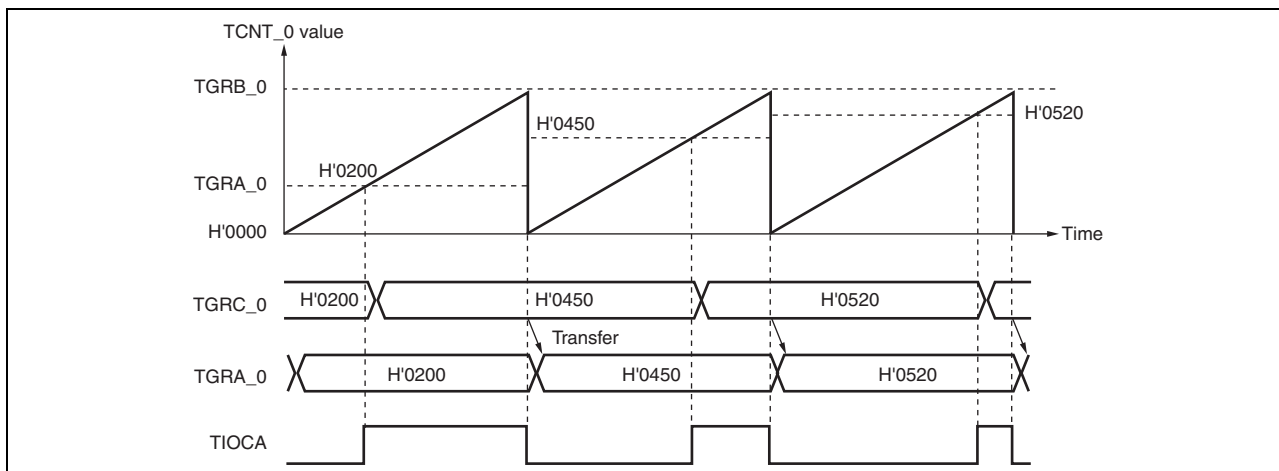 TCNT_0 value
TGRB_0
H'0520
H'0450
H'0200
TGRA_0
H'0000
Time
TGRC_0
H'0200
H'0450
H'0520
Transfer
TGRA_0
H'0200
H'0450
H'0520
TIOCA